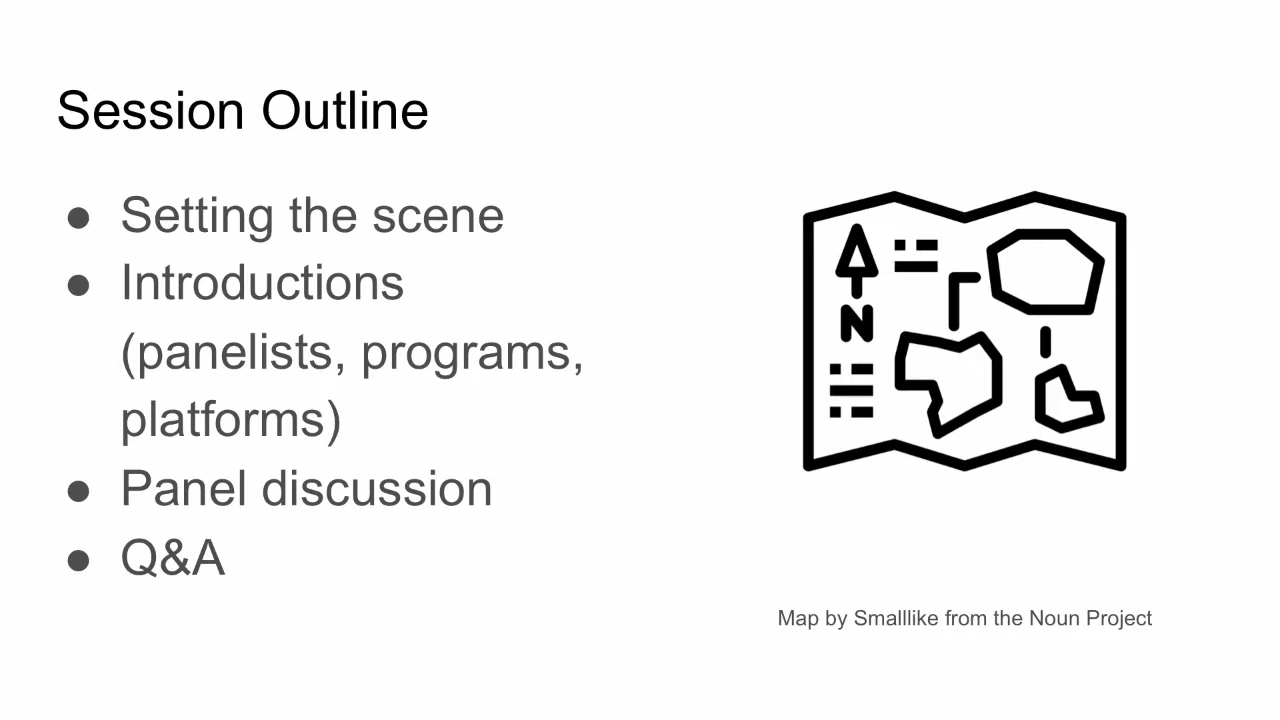 Session Outline
● Setting the scene
● Introductions
(panelists, programs,
platforms)
● Panel discussion
● Q&A
N
Map by Smalllike from the Noun Project